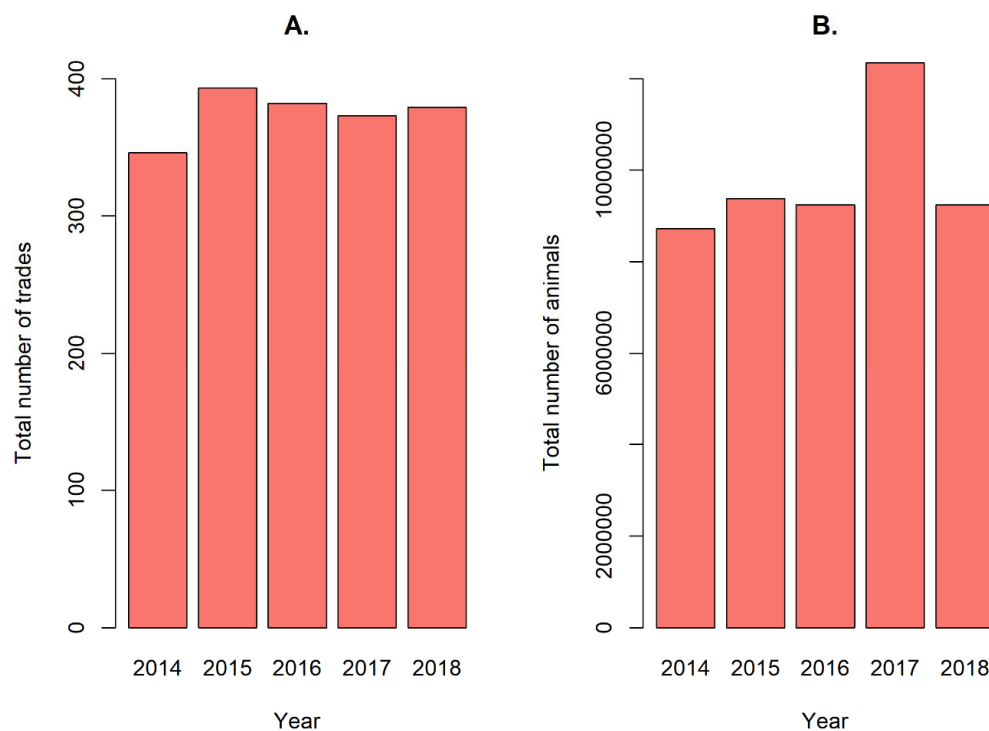 A.
Total number of trades
400
300
200
100
0
2014 2015 2016 2017 2018
Year
B.
Total number of animals
10000000
6000000
2000000
0
2014 2015 2016 2017 2018
Year